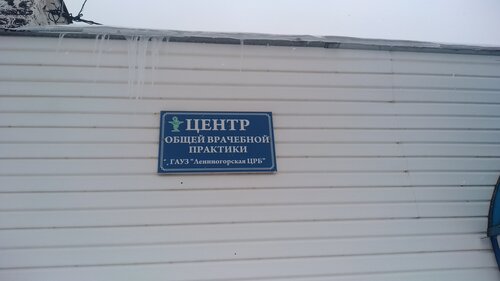 ЦЕНТР
ОБЩЕЙ ВРАЧЕБНОЙ
ПРАКТИКИ
ГАУЗ "Лениногорская ЦРБ"